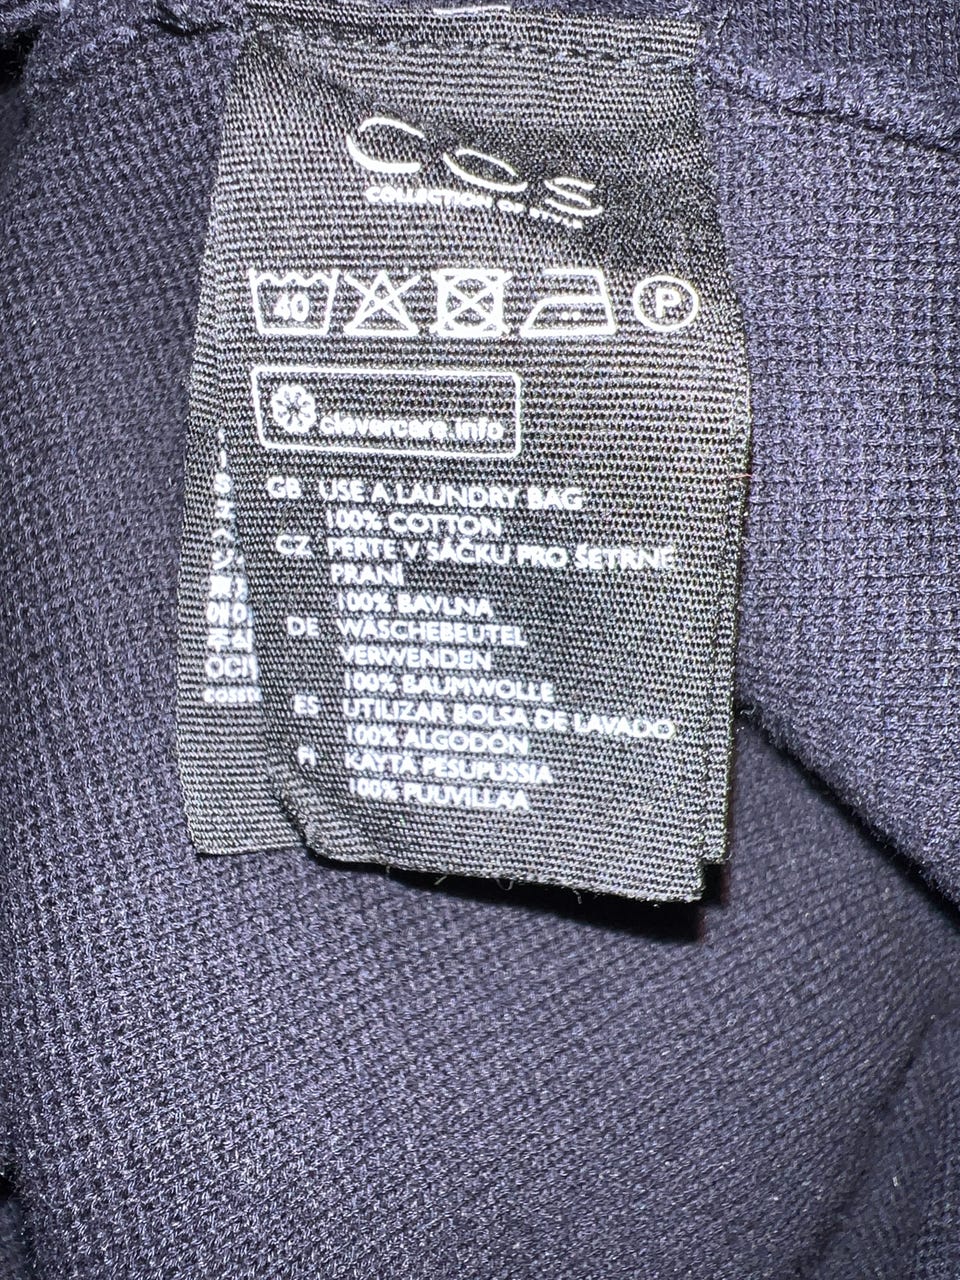 COS
COLLECTION OF STYLE
40
P
clevercare.info
GB USE A LAUNDRY BAG
100% COTTON
CZ PERTE V SÁČKU PRO ŠETRNÉ
PRANÍ
100% BAVLNA
DE WÄSCHEBEUTEL
VERWENDEN
100% BAUMWOLLE
ES UTILIZAR BOLSA DE LAVADO
100% ALGODÓN
FI KÄYTÄ PESUPUSSIA
100% PUUVILLAA